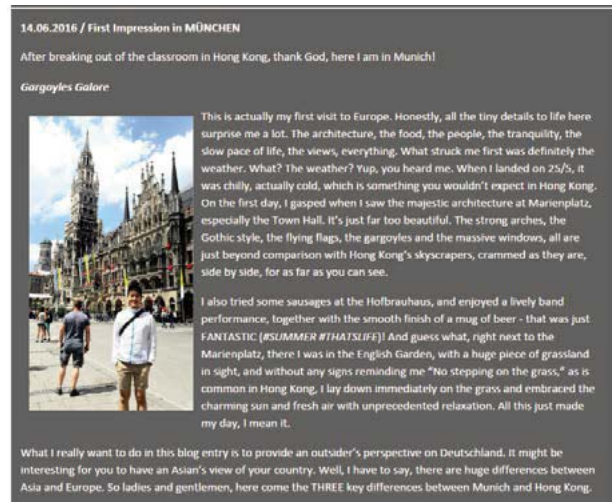 14.06.2016 / First Impression in MÜNCHEN
After breaking out of the classroom in Hong Kong, thank God, here I am in Munich!
Gargoyles Galore
This is actually my first visit to Europe. Honestly, all the tiny details to life here
surprise me a lot. The architecture, the food, the people, the tranquility, the
slow pace of life, the views, everything. What struck me first was definitely the
weather. What? The weather? Yup, you heard me. When I landed on 25/5, it
was chilly, actually cold, which is something you wouldn't expect in Hong Kong.
On the first day, I gasped when I saw the majestic architecture at Marienplatz,
especially the Town Hall. It's just far too beautiful. The strong arches, the
Gothic style, the flying flags, the gargoyles and the massive windows, all are
just beyond comparison with Hong Kong's skyscrapers, crammed as they are,
side by side, for as far as you can see.
I also tried some sausages at the Hofbrauhaus, and enjoyed a lively band
performance, together with the smooth finish of a mug of beer - that was just
FANTASTIC (#SUMMER #THATSLIFE)! And guess what, right next to the
Marienplatz, there I was in the English Garden, with a huge piece of grassland
in sight, and without any signs reminding me "No stepping on the grass," as is
common in Hong Kong, I lay down immediately on the grass and embraced the
charming sun and fresh air with unprecedented relaxation. All this just made
my day, I mean it.
What I really want to do in this blog entry is to provide an outsider's perspective on Deutschland. It might be
interesting for you to have an Asian's view of your country. Well, I have to say, there are huge differences between
Asia and Europe. So ladies and gentlemen, here come the THREE key differences between Munich and Hong Kong.